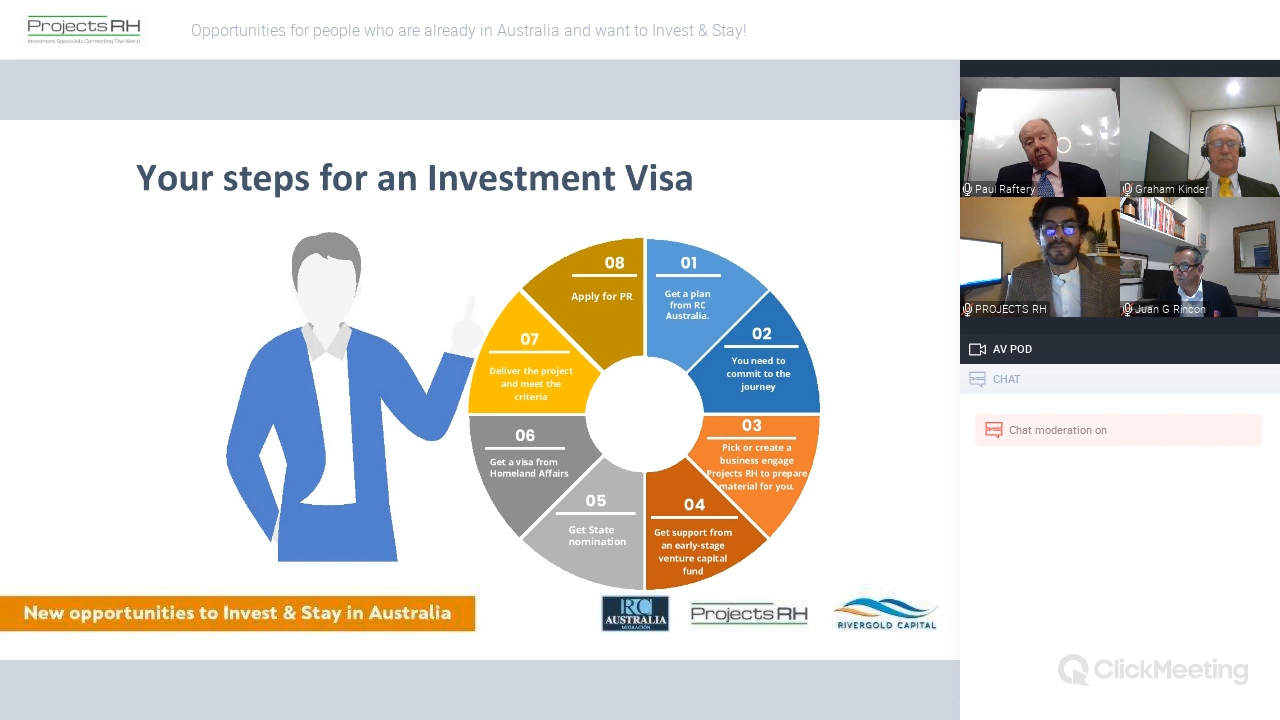 Projects RH
Investment Specialists Connecting The World
Opportunities for people who are already in Australia and want to Invest & Stay!
Your steps for an Investment Visa
01
Get a plan
from RC
Australia.
02
You need to
commit to the
journey
03
Pick or create a
business engage
Projects RH to prepare
material for you.
04
Get support from
an early-stage
venture capital
fund
05
Get State
nomination
06
Get a visa from
Homeland Affairs
07
Deliver the project
and meet the
criteria
08
Apply for PR
New opportunities to Invest & Stay in Australia
RC
AUSTRALIA
MIGRACIÓN
Projects RH
RIVERGOLD CAPITAL
Paul Raftery
Graham Kinder
PROJECTS RH
Juan G Rincon
AV POD
CHAT
Chat moderation on
ClickMeeting